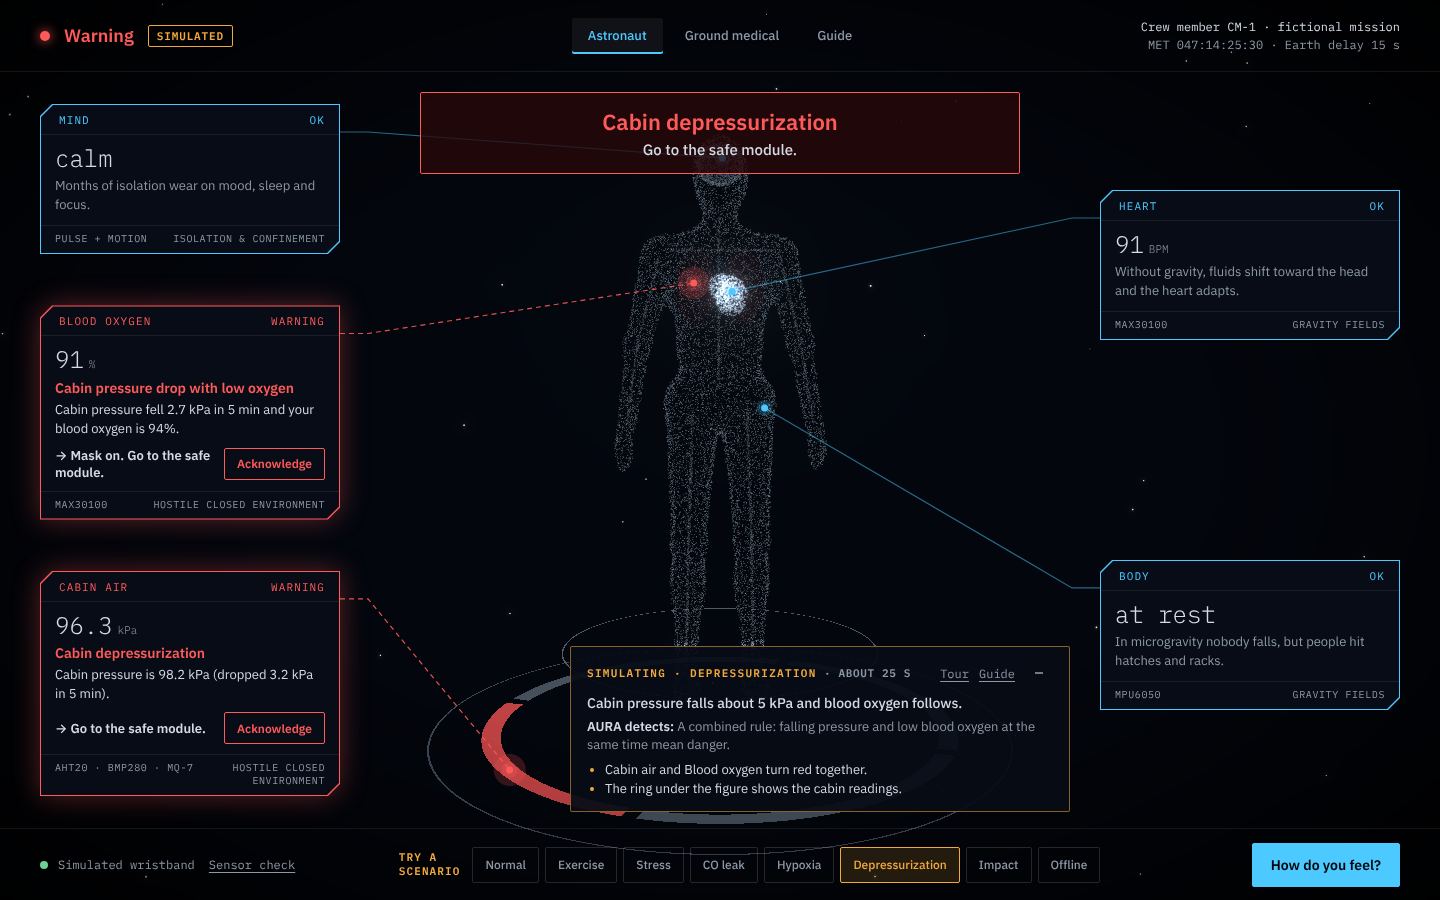 Warning SIMULATED
Astronaut Ground medical Guide
Crew member CM-1 · fictional mission
MET 047:14:25:30 · Earth delay 15 s
Cabin depressurization
Go to the safe module.
MIND OK
calm
Months of isolation wear on mood, sleep and
focus.
PULSE + MOTION ISOLATION & CONFINEMENT
BLOOD OXYGEN WARNING
91 %
Cabin pressure drop with low oxygen
Cabin pressure fell 2.7 kPa in 5 min and your
blood oxygen is 94%.
→ Mask on. Go to the safe
module.
Acknowledge
MAX30100 HOSTILE CLOSED ENVIRONMENT
CABIN AIR WARNING
96.3 kPa
Cabin depressurization
Cabin pressure is 98.2 kPa (dropped 3.2 kPa
in 5 min).
→ Go to the safe module. Acknowledge
AHT20 · BMP280 · MQ-7 HOSTILE CLOSED
ENVIRONMENT
HEART OK
91 BPM
Without gravity, fluids shift toward the head
and the heart adapts.
MAX30100 GRAVITY FIELDS
BODY OK
at rest
In microgravity nobody falls, but people hit
hatches and racks.
MPU6050 GRAVITY FIELDS
SIMULATING · DEPRESSURIZATION · ABOUT 25 S Tour Guide –
Cabin pressure falls about 5 kPa and blood oxygen follows.
AURA detects: A combined rule: falling pressure and low blood oxygen at the
same time mean danger.
• Cabin air and Blood oxygen turn red together.
• The ring under the figure shows the cabin readings.
Simulated wristband Sensor check
TRY A
SCENARIO
Normal Exercise Stress CO leak Hypoxia Depressurization Impact Offline
How do you feel?